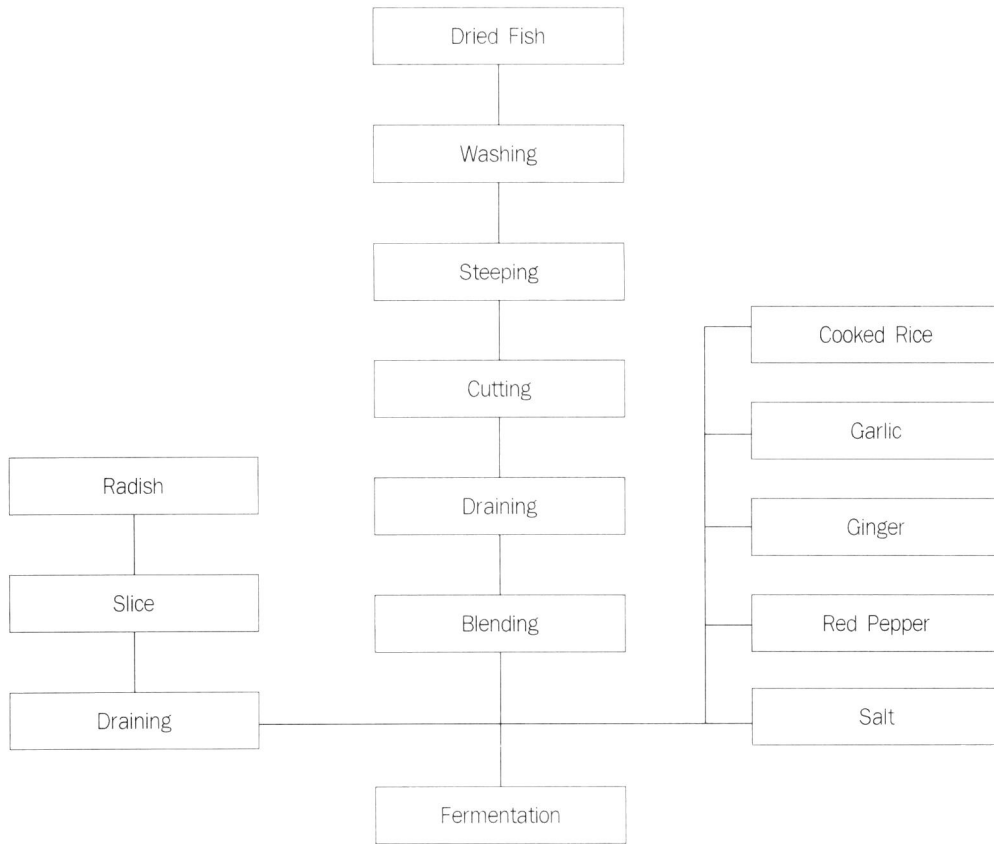 Dried Fish
Washing
Steeping
Cutting
Draining
Blending
Fermentation
Radish
Slice
Draining
Cooked Rice
Garlic
Ginger
Red Pepper
Salt